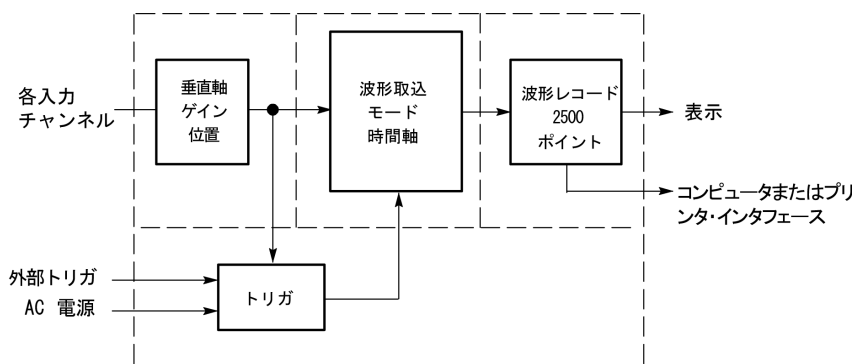 各入力
チャンネル
垂直軸
ゲイン
位置
波形取込
モード
時間軸
波形レコード
2500
ポイント
表示
コンピュータまたはプリ
ンタ・インタフェース
外部トリガ
AC 電源
トリガ